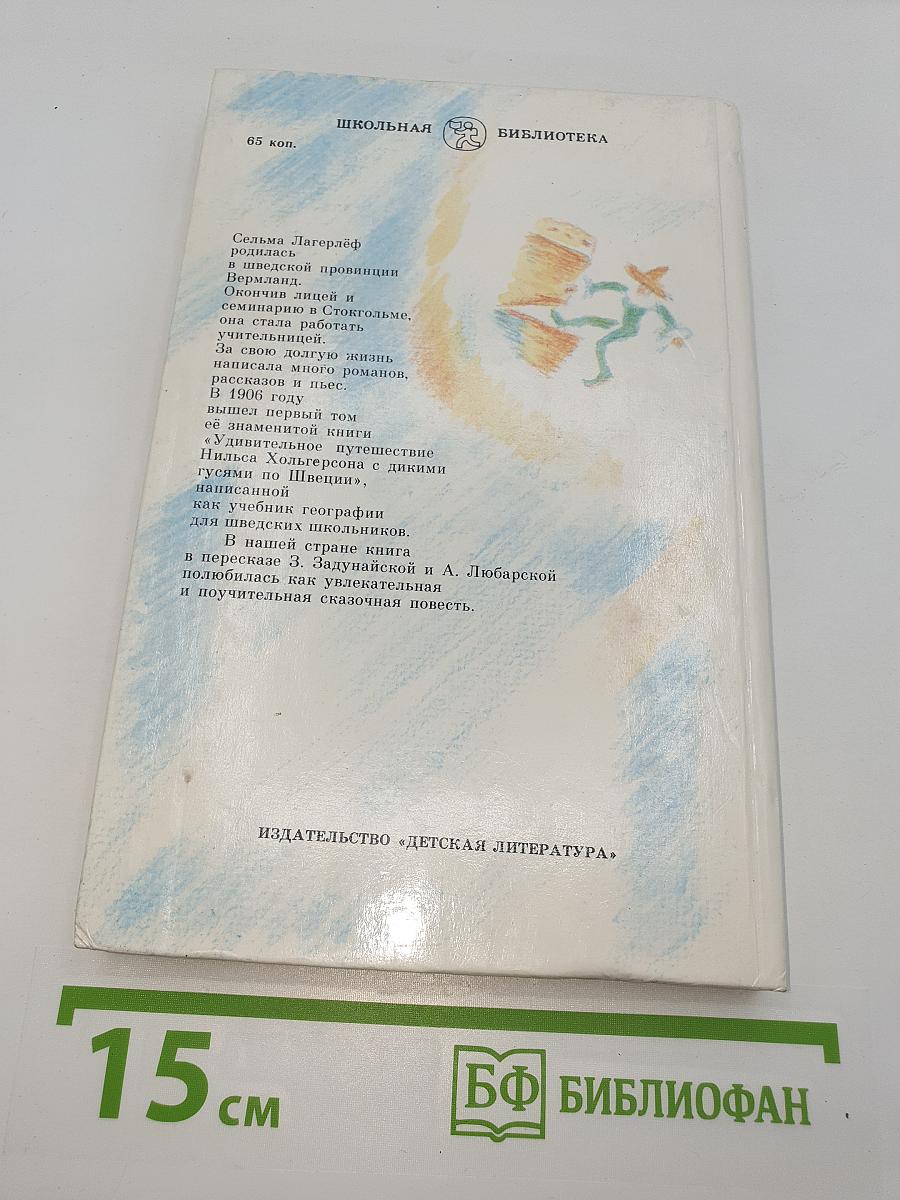 ШКОЛЬНАЯ БИБЛИОТЕКА
65 коп.
Сельма Лагерлёф
родилась
в шведской провинции
Вермланд.
Окончив лицей и
семинарию в Стокгольме,
она стала работать
учительницей.
За свою долгую жизнь
написала много романов,
рассказов и пьес.
В 1906 году
вышел первый том
её знаменитой книги
«Удивительное путешествие
Нильса Хольгерсона с дикими
гусями по Швеции»,
написанной
как учебник географии
для шведских школьников.
В нашей стране книга
в пересказе З. Задунайской и А. Любарской
полюбилась как увлекательная
и поучительная сказочная повесть.
ИЗДАТЕЛЬСТВО «ДЕТСКАЯ ЛИТЕРАТУРА»
15 см
БФ БИБЛИОФАН